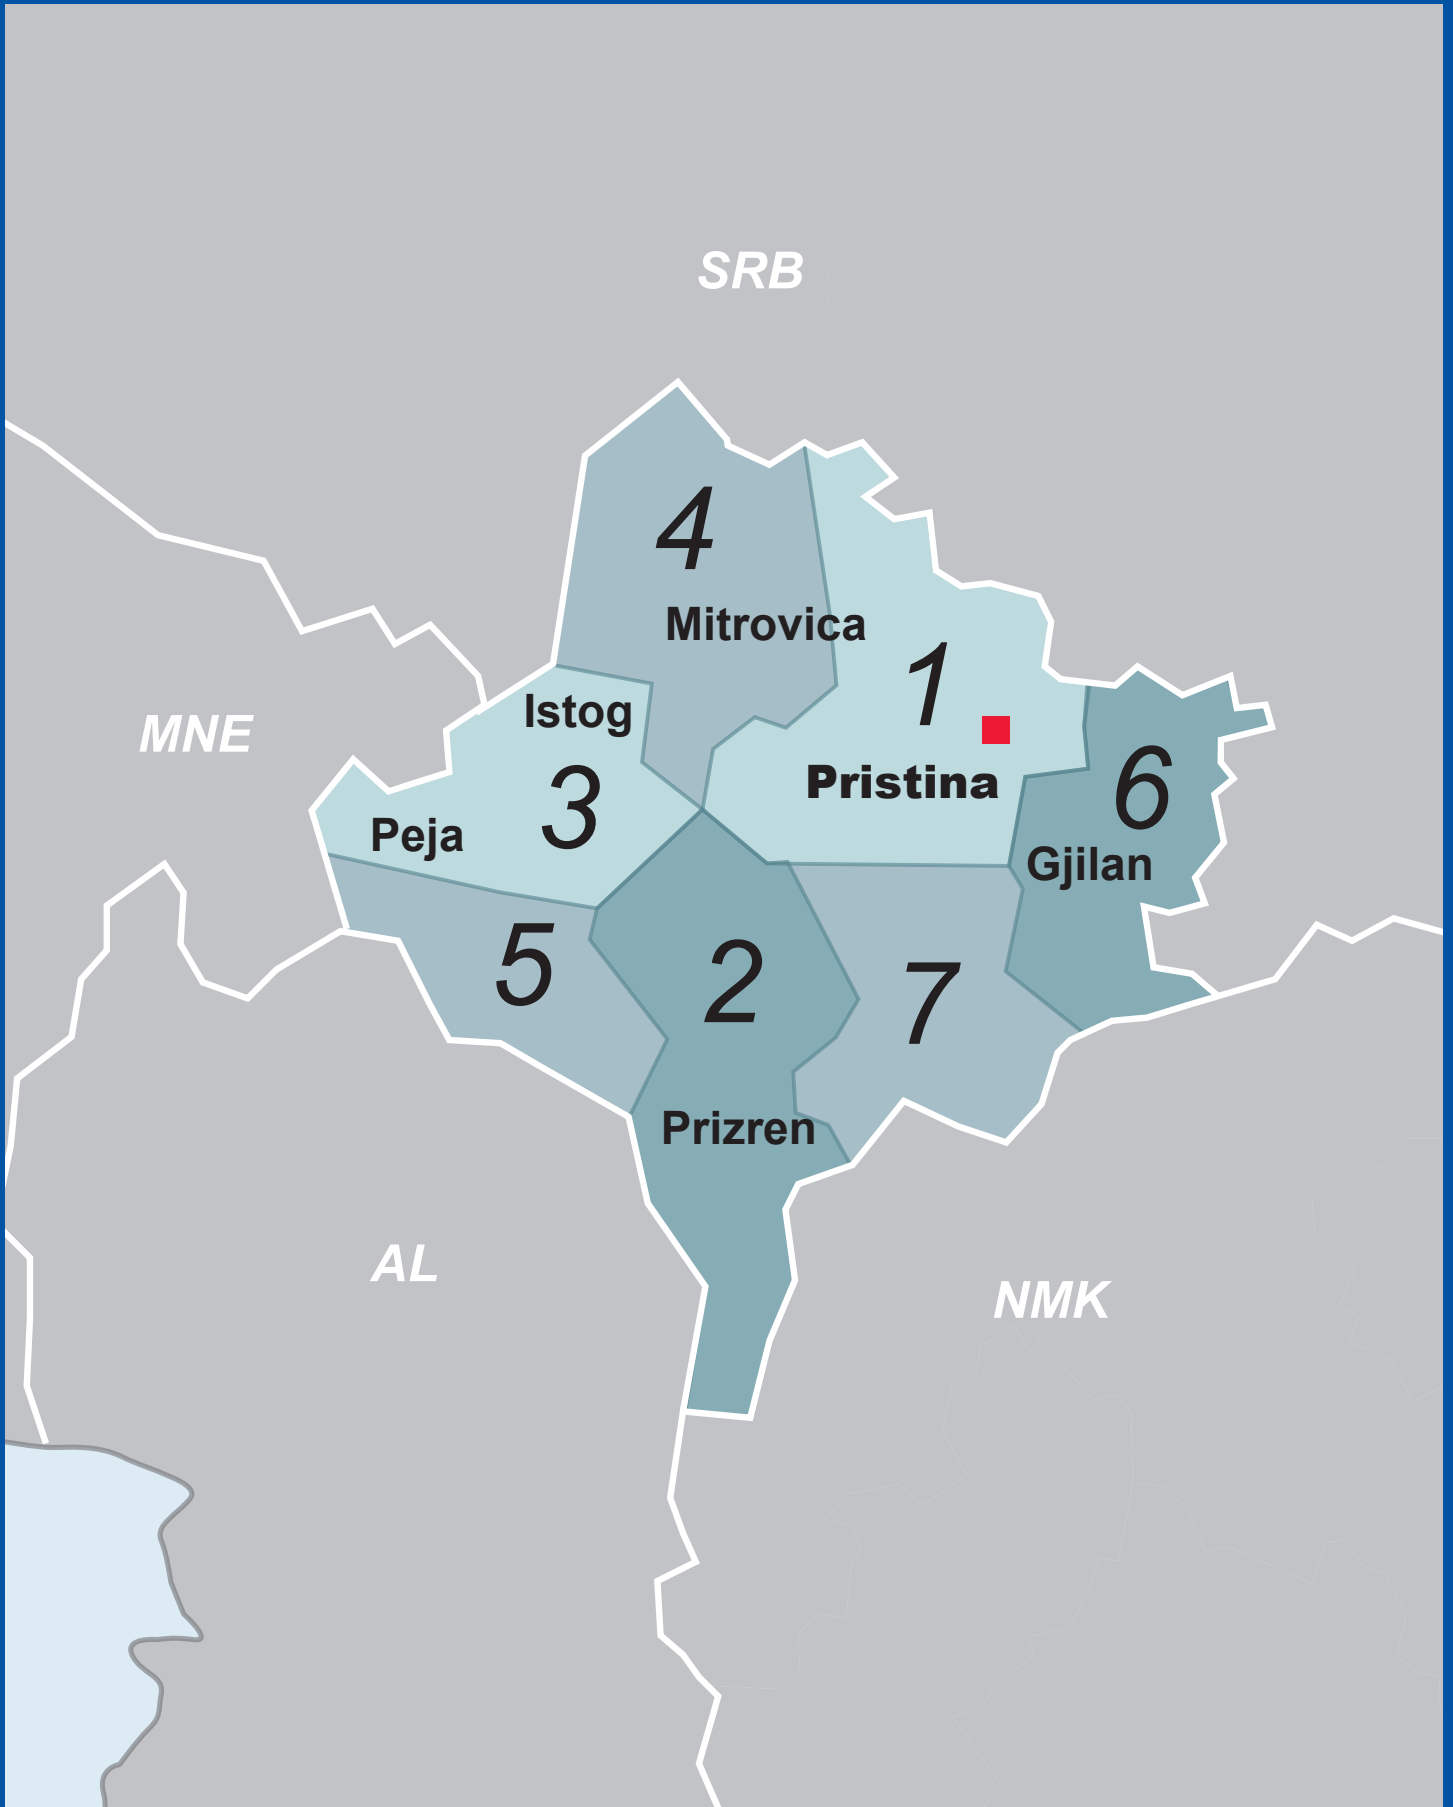 SRB
4
Mitrovica
1
Istog
MNE
Pristina
6
3
Peja
Gjilan
5
2
7
Prizren
AL
NMK